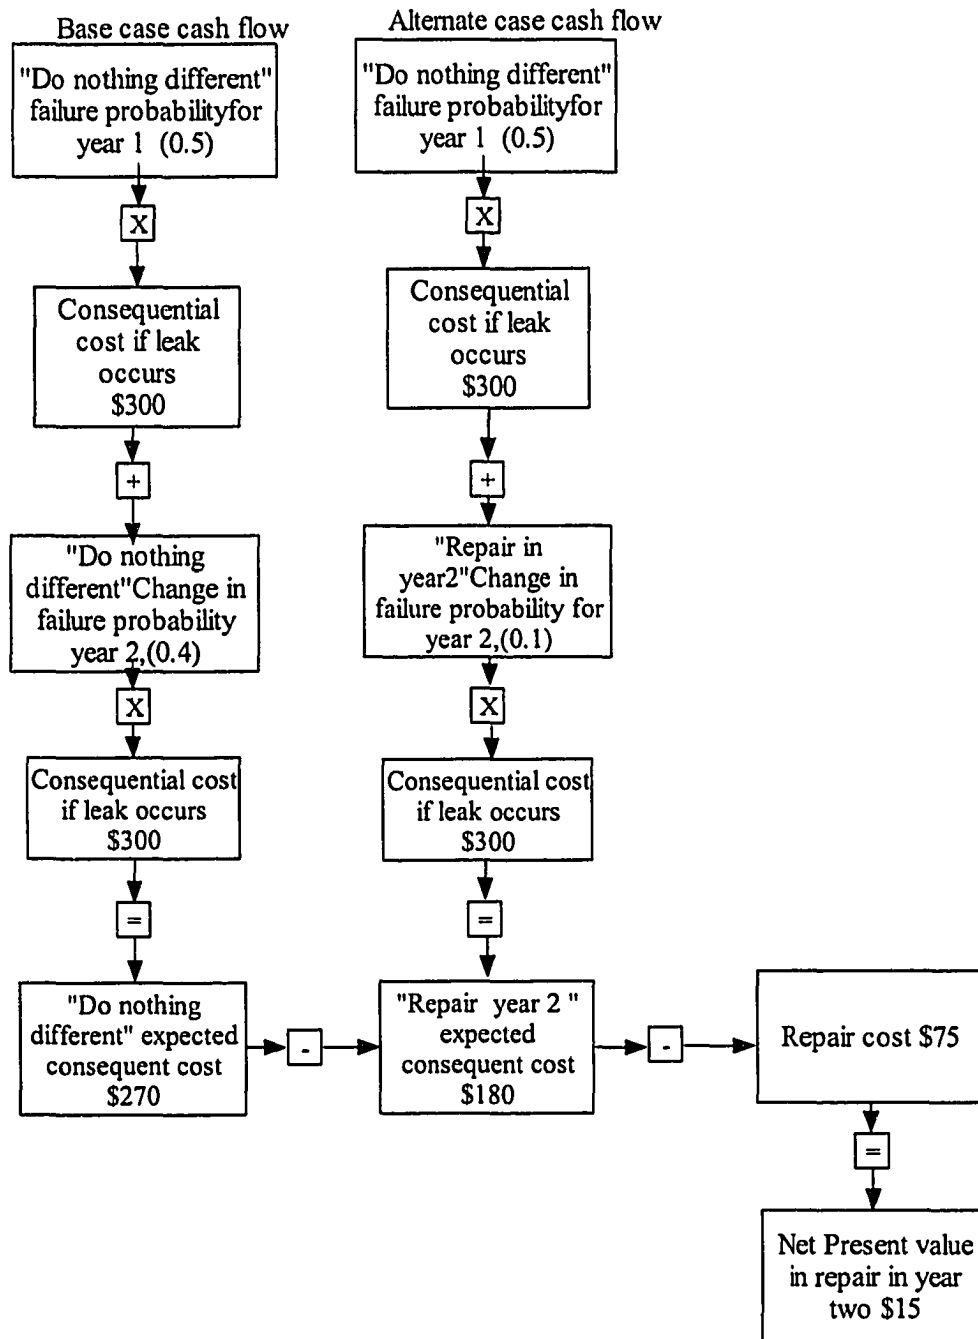 Base case cash flow
"Do nothing different"
failure probabilityfor
year 1 (0.5)
X
Consequential
cost if leak
occurs
$300
+
"Do nothing
different"Change in
failure probability
year 2,(0.4)
X
Consequential cost
if leak occurs
$300
=
"Do nothing
different" expected
consequent cost
$270
-
Alternate case cash flow
"Do nothing different"
failure probabilityfor
year 1 (0.5)
X
Consequential
cost if leak
occurs
$300
+
"Repair in
year2"Change in
failure probability for
year 2,(0.1)
X
Consequential cost
if leak occurs
$300
=
"Repair year 2 "
expected
consequent cost
$180
-
Repair cost $75
=
Net Present value
in repair in year
two $15